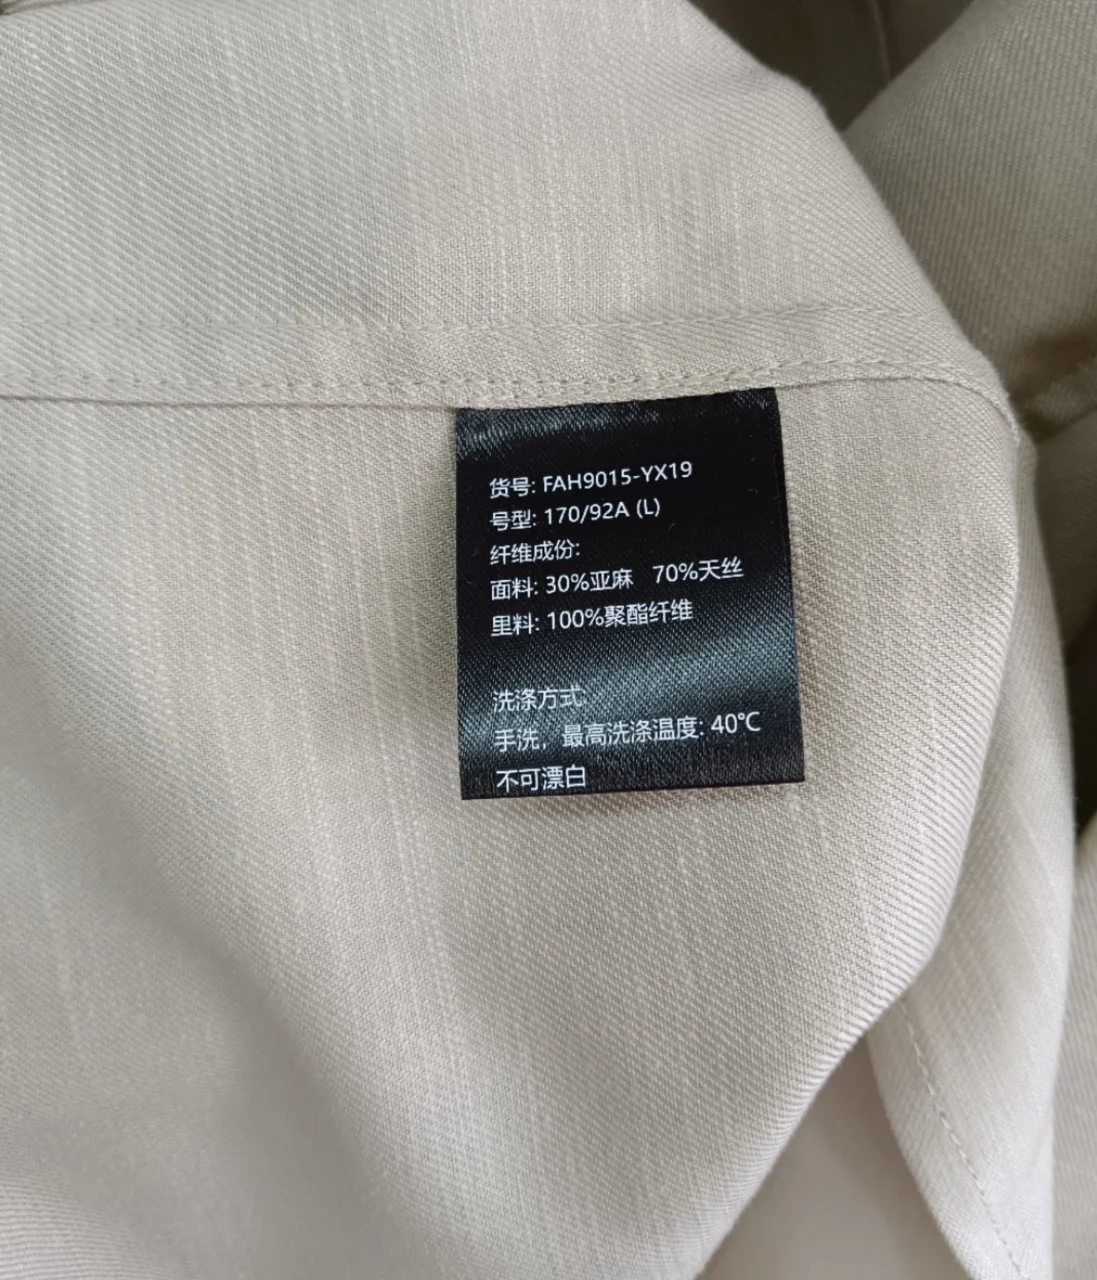 货号: FAH9015-YX19
号型: 170/92A (L)
纤维成份:
面料: 30%亚麻 70%天丝
里料: 100%聚酯纤维
洗涤方式:
手洗，最高洗涤温度: 40℃
不可漂白